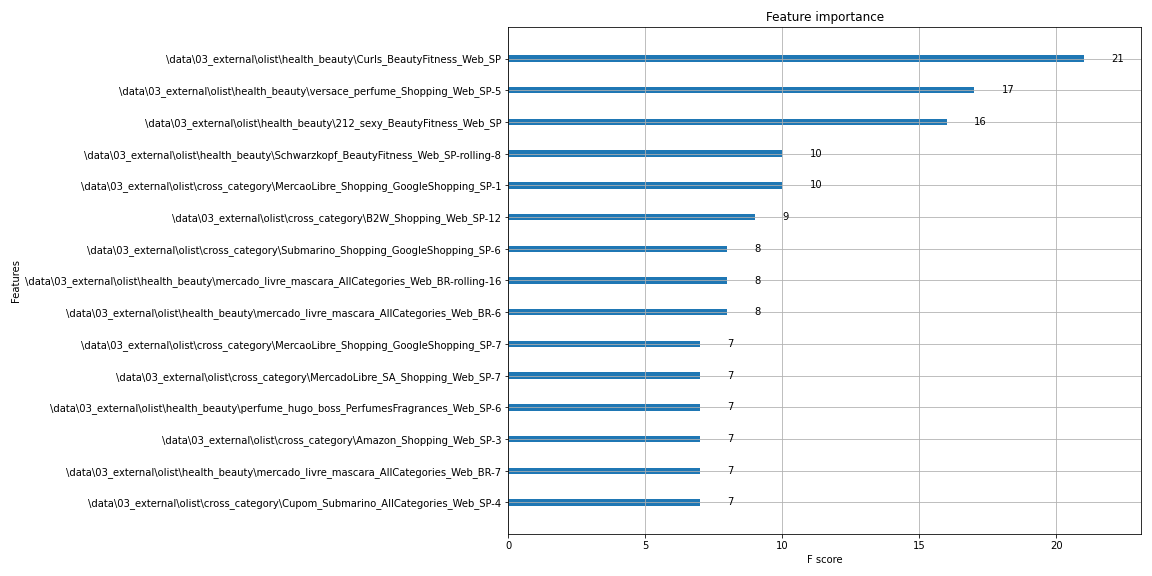 Feature importance
\data\03_external\olist\health_beauty\Curls_BeautyFitness_Web_SP
21
\data\03_external\olist\health_beauty\versace_perfume_Shopping_Web_SP-5
17
\data\03_external\olist\health_beauty\212_sexy_BeautyFitness_Web_SP
16
\data\03_external\olist\health_beauty\Schwarzkopf_BeautyFitness_Web_SP-rolling-8
10
\data\03_external\olist\cross_category\MercaoLibre_Shopping_GoogleShopping_SP-1
10
\data\03_external\olist\cross_category\B2W_Shopping_Web_SP-12
9
\data\03_external\olist\cross_category\Submarino_Shopping_GoogleShopping_SP-6
8
\data\03_external\olist\health_beauty\mercado_livre_mascara_AllCategories_Web_BR-rolling-16
8
\data\03_external\olist\health_beauty\mercado_livre_mascara_AllCategories_Web_BR-6
8
\data\03_external\olist\cross_category\MercaoLibre_Shopping_GoogleShopping_SP-7
7
\data\03_external\olist\cross_category\MercadoLibre_SA_Shopping_Web_SP-7
7
\data\03_external\olist\health_beauty\perfume_hugo_boss_PerfumesFragrances_Web_SP-6
7
\data\03_external\olist\cross_category\Amazon_Shopping_Web_SP-3
7
\data\03_external\olist\health_beauty\mercado_livre_mascara_AllCategories_Web_BR-7
7
\data\03_external\olist\cross_category\Cupom_Submarino_AllCategories_Web_SP-4
7
Features
0 5 10 15 20
F score